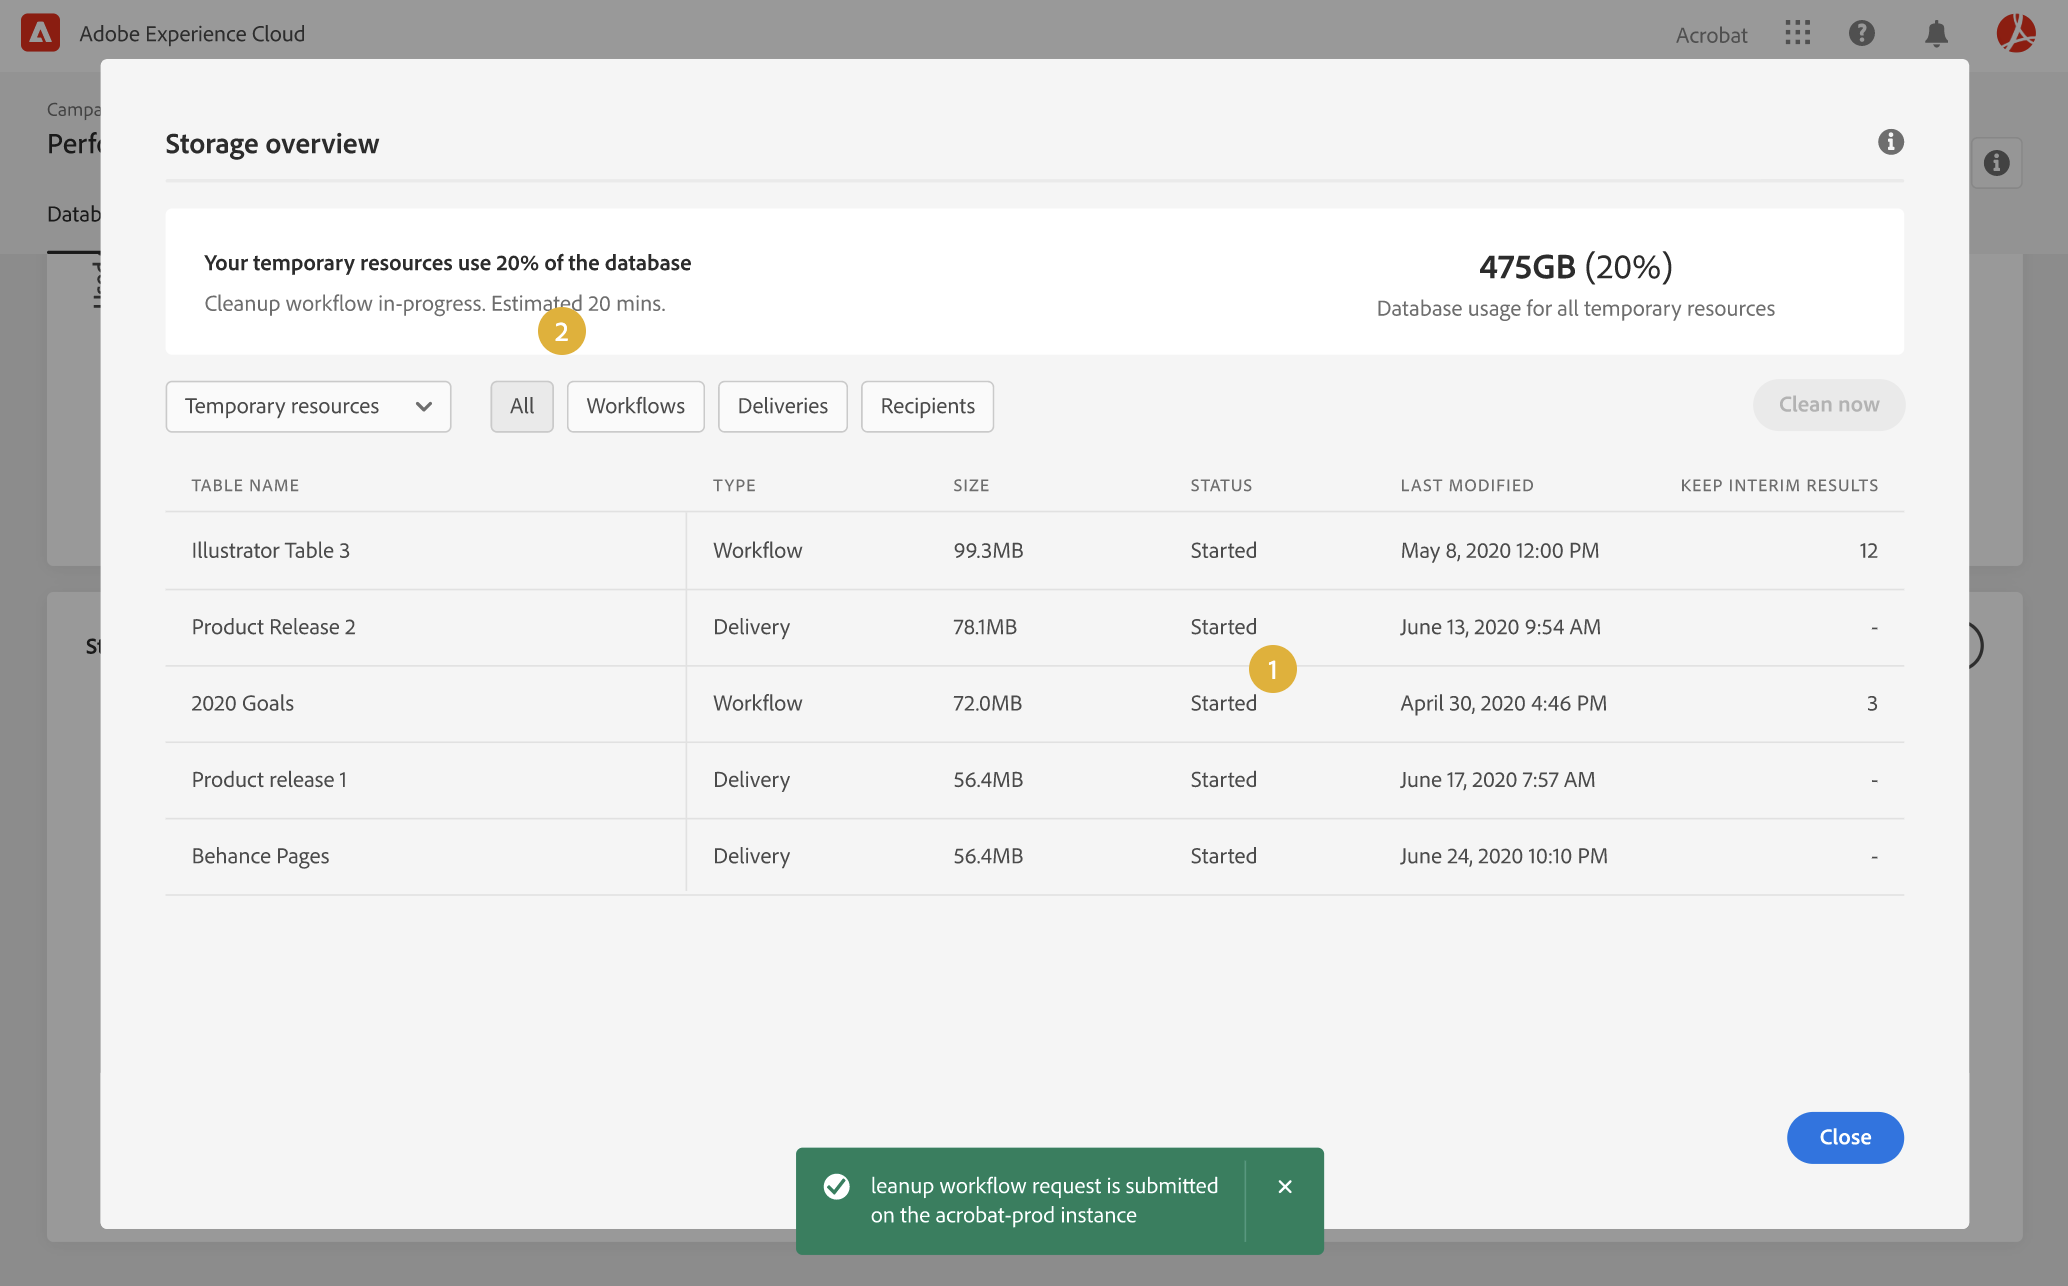 Adobe Experience Cloud
Acrobat
Campa
Perfo
Datab
Used
St
Storage overview
Your temporary resources use 20% of the database
Cleanup workflow in-progress. Estimated 20 mins.
2
475GB (20%)
Database usage for all temporary resources
Temporary resources
All
Workflows
Deliveries
Recipients
Clean now
TABLE NAME TYPE SIZE STATUS LAST MODIFIED KEEP INTERIM RESULTS
Illustrator Table 3 Workflow 99.3MB Started May 8, 2020 12:00 PM 12
Product Release 2 Delivery 78.1MB Started June 13, 2020 9:54 AM -
1
2020 Goals Workflow 72.0MB Started April 30, 2020 4:46 PM 3
Product release 1 Delivery 56.4MB Started June 17, 2020 7:57 AM -
Behance Pages Delivery 56.4MB Started June 24, 2020 10:10 PM -
Close
leanup workflow request is submitted
on the acrobat-prod instance